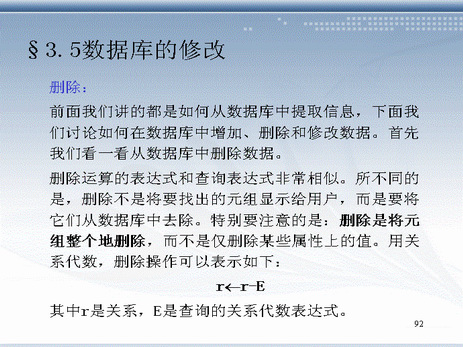 §3.5数据库的修改
删除：
前面我们讲的都是如何从数据库中提取信息，下面我
们讨论如何在数据库中增加、删除和修改数据。首先
我们看一看从数据库中删除数据。
删除运算的表达式和查询表达式非常相似。所不同的
是，删除不是将要找出的元组显示给用户，而是要将
它们从数据库中去除。特别要注意的是：删除是将元
组整个地删除，而不是仅删除某些属性上的值。用关
系代数，删除操作可以表示如下：
r←r-E
其中r是关系，E是查询的关系代数表达式。
92